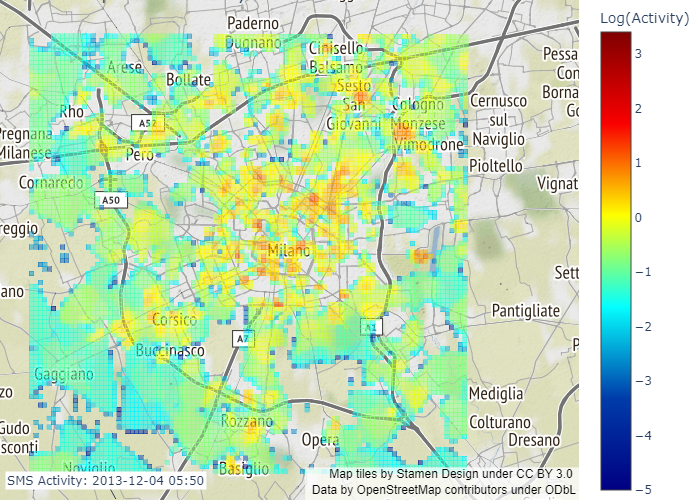 Log(Activity)
3
2
1
0
−1
−2
−3
−4
−5
Paderno
Dugnano
Cinisello
Balsamo
Arese
Bollate
Sesto
San
Giovanni
Rho
A52
Cologno
Monzese
Cernusco
sul
Naviglio
Pessa
Con
Borna
Go
Pregnana
Milanese
Pero
Vimodrone
Pioltello
Cornaredo
Vignat
A50
reggio
Milano
Sett
ano
Corsico
Pantigliate
A7
A1
Buccinasco
P
Gaggiano
zo
Mediglia
Rozzano
Colturano
Gudo
sconti
Opera
Dresano
Noviglio
Basiglio
SMS Activity: 2013-12-04 05:50
Map tiles by Stamen Design under CC BY 3.0
Data by OpenStreetMap contributors under ODbL